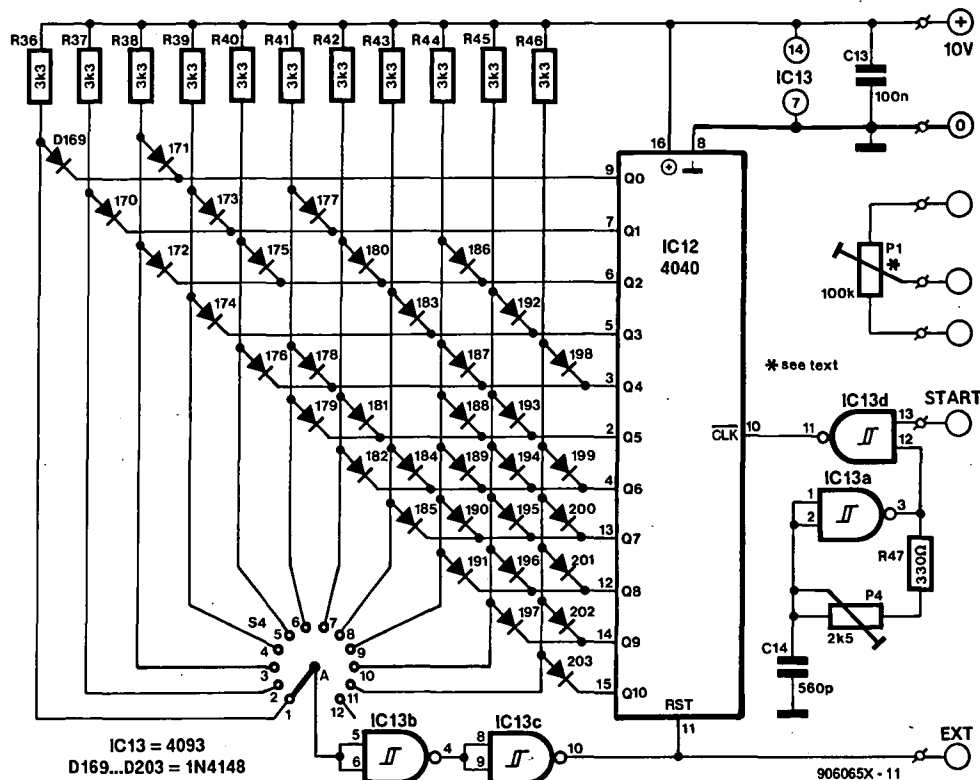 R36 R37 R38 R39 R40 R41 R42 R43 R44 R45 R46
3k3 3k3 3k3 3k3 3k3 3k3 3k3 3k3 3k3 3k3 3k3
14
IC13
7
C13
100n
+
10V
0
D169
171
16
8
+
9 Q0
170
173
177
7 Q1
IC12
4040
172
175
180
186
6 Q2
P1
*
100k
174
183
192
5 Q3
176
178
187
198
3 Q4
* see text
179
181
188
193
2 Q5
CLK 10
11
IC13d
13
12
START
182
184
189
194
199
4 Q6
IC13a
1
2
3
185
190
195
200
13 Q7
R47
330Ω
191
196
201
12 Q8
P4
2k5
197
202
14 Q9
C14
560p
203
15 Q10
S4
1 2 3 4 5 6 7 8 9 10 11 12
A
RST
11
IC13b
5
6
4
IC13c
8
9
10
EXT
IC13 = 4093
D169...D203 = 1N4148
906065X - 11